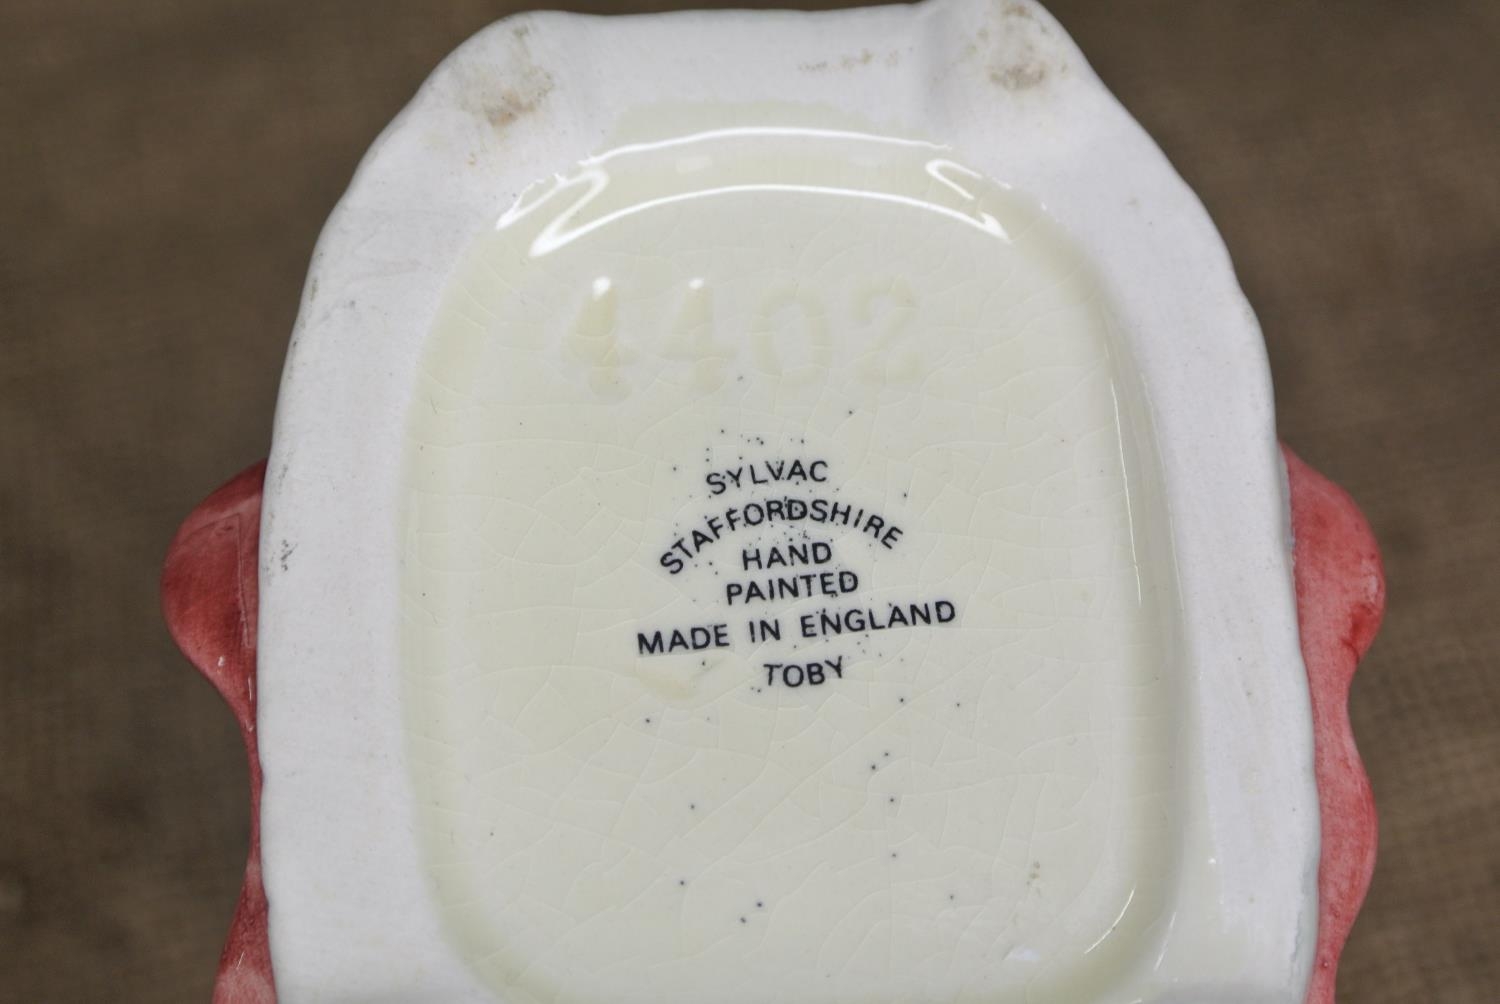 4402
SYLVAC
STAFFORDSHIRE
HAND
PAINTED
MADE IN ENGLAND
TOBY